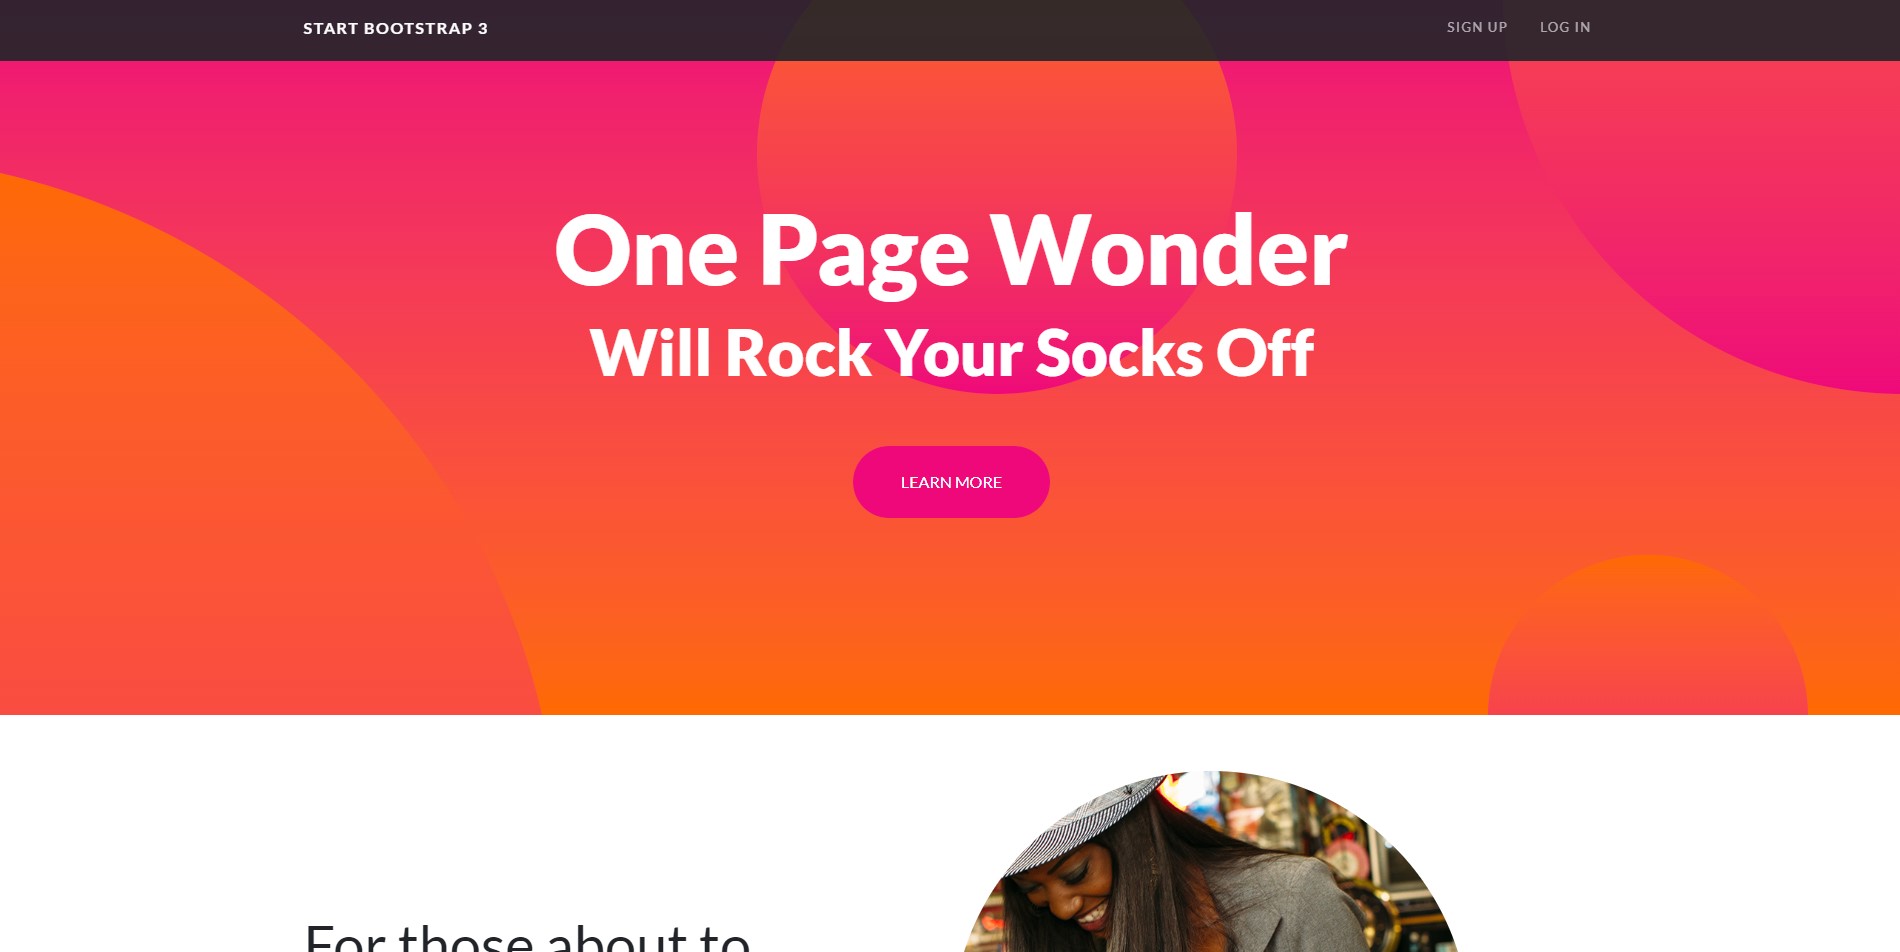 START BOOTSTRAP 3
SIGN UP
LOG IN
One Page Wonder
Will Rock Your Socks Off
LEARN MORE
For those about to